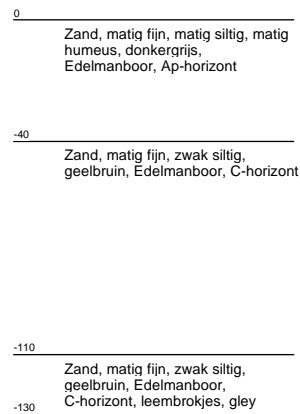 0
Zand, matig fijn, matig siltig, matig
humeus, donkergrijs,
Edelmanboor, Ap-horizont
-40
Zand, matig fijn, zwak siltig,
geelbruin, Edelmanboor, C-horizont
-110
Zand, matig fijn, zwak siltig,
geelbruin, Edelmanboor,
C-horizont, leembrokjes, gley
-130